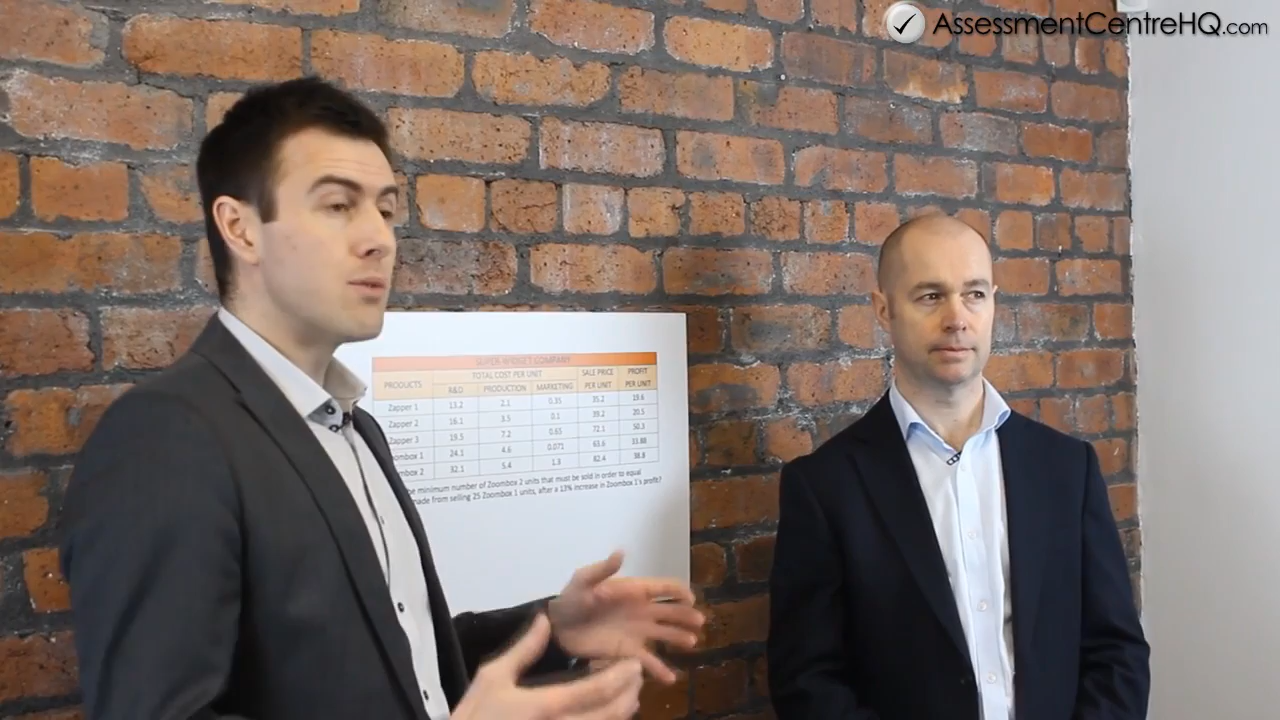 AssessmentCentreHQ.com
SUPER-WIDGET COMPANY
PRODUCTS TOTAL COST PER UNIT SALE PRICE PER UNIT PROFIT PER UNIT
R&D PRODUCTION MARKETING
Zapper 1 13.2 2.1 0.35 35.2 19.6
Zapper 2 16.1 3.5 0.1 39.2 20.5
Zapper 3 19.5 7.2 0.65 72.1 50.3
ombox 1 24.1 4.6 0.071 63.6 33.88
ombox 2 32.1 5.4 1.3 82.4 38.8
e minimum number of Zoombox 2 units that must be sold in order to equal
made from selling 25 Zoombox 1 units, after a 13% increase in Zoombox 1's profit?